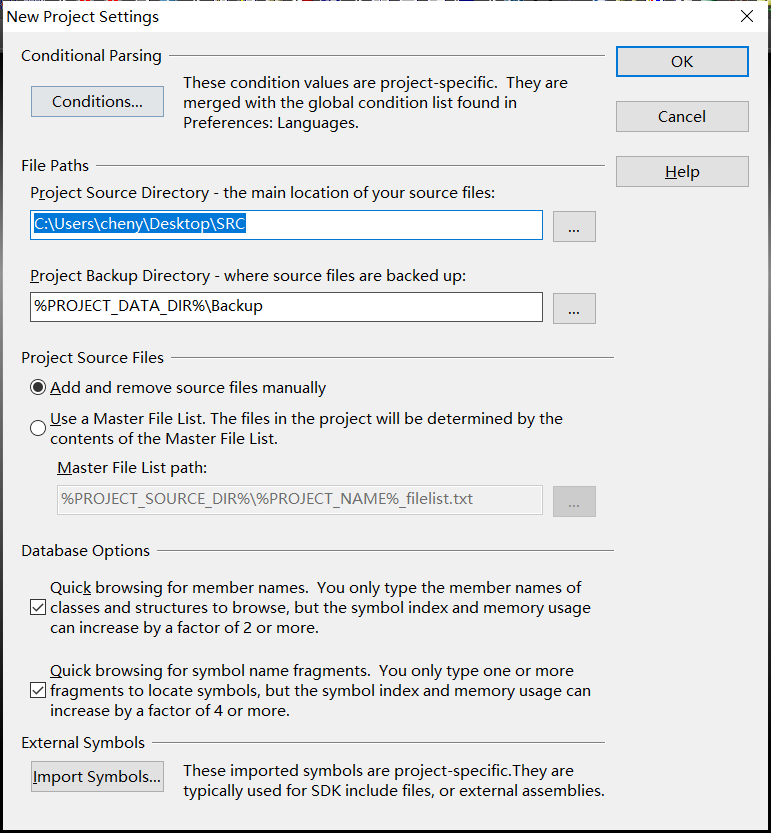 New Project Settings
Conditional Parsing
OK
Conditions...
These condition values are project-specific.  They are
merged with the global condition list found in
Preferences: Languages.
Cancel
File Paths
Help
Project Source Directory - the main location of your source files:
C:\Users\cheny\Desktop\SRC
...
Project Backup Directory - where source files are backed up:
%PROJECT_DATA_DIR%\Backup
...
Project Source Files
Add and remove source files manually
Use a Master File List. The files in the project will be determined by the
contents of the Master File List.
Master File List path:
%PROJECT_SOURCE_DIR%\%PROJECT_NAME%_filelist.txt
...
Database Options
Quick browsing for member names.  You only type the member names of
classes and structures to browse, but the symbol index and memory usage
can increase by a factor of 2 or more.
Quick browsing for symbol name fragments.  You only type one or more
fragments to locate symbols, but the symbol index and memory usage can
increase by a factor of 4 or more.
External Symbols
Import Symbols...
These imported symbols are project-specific.They are
typically used for SDK include files, or external assemblies.